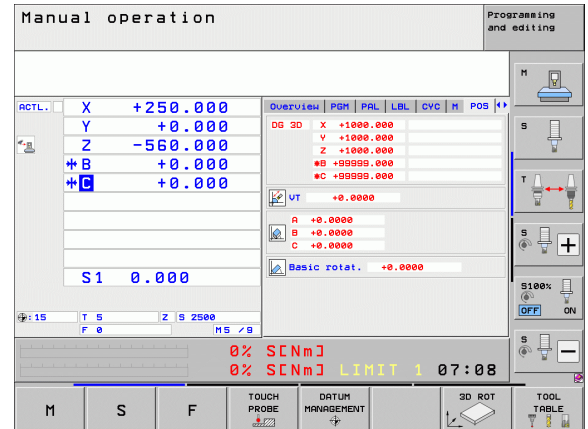 Manual operation
Programming and editing
ACTL.
X +250.000
Y +0.000
Z -560.000
B +0.000
C +0.000
S1 0.000
:15 T 5 Z S 2500
F 0 M5 /9
Overview PGM PAL LBL CYC M POS
DG 3D X +1000.000
Y +1000.000
Z +1000.000
*B +99999.000
*C +99999.000
VT +0.0000
A +0.0000
B +0.0000
C +0.0000
Basic rotat. +0.0000
0% S[Nm]
0% S[Nm] LIMIT 1 07:08
M
S
T
S
S100%
OFF ON
S
M
S
F
TOUCH PROBE
DATUM MANAGEMENT
3D ROT
TOOL TABLE